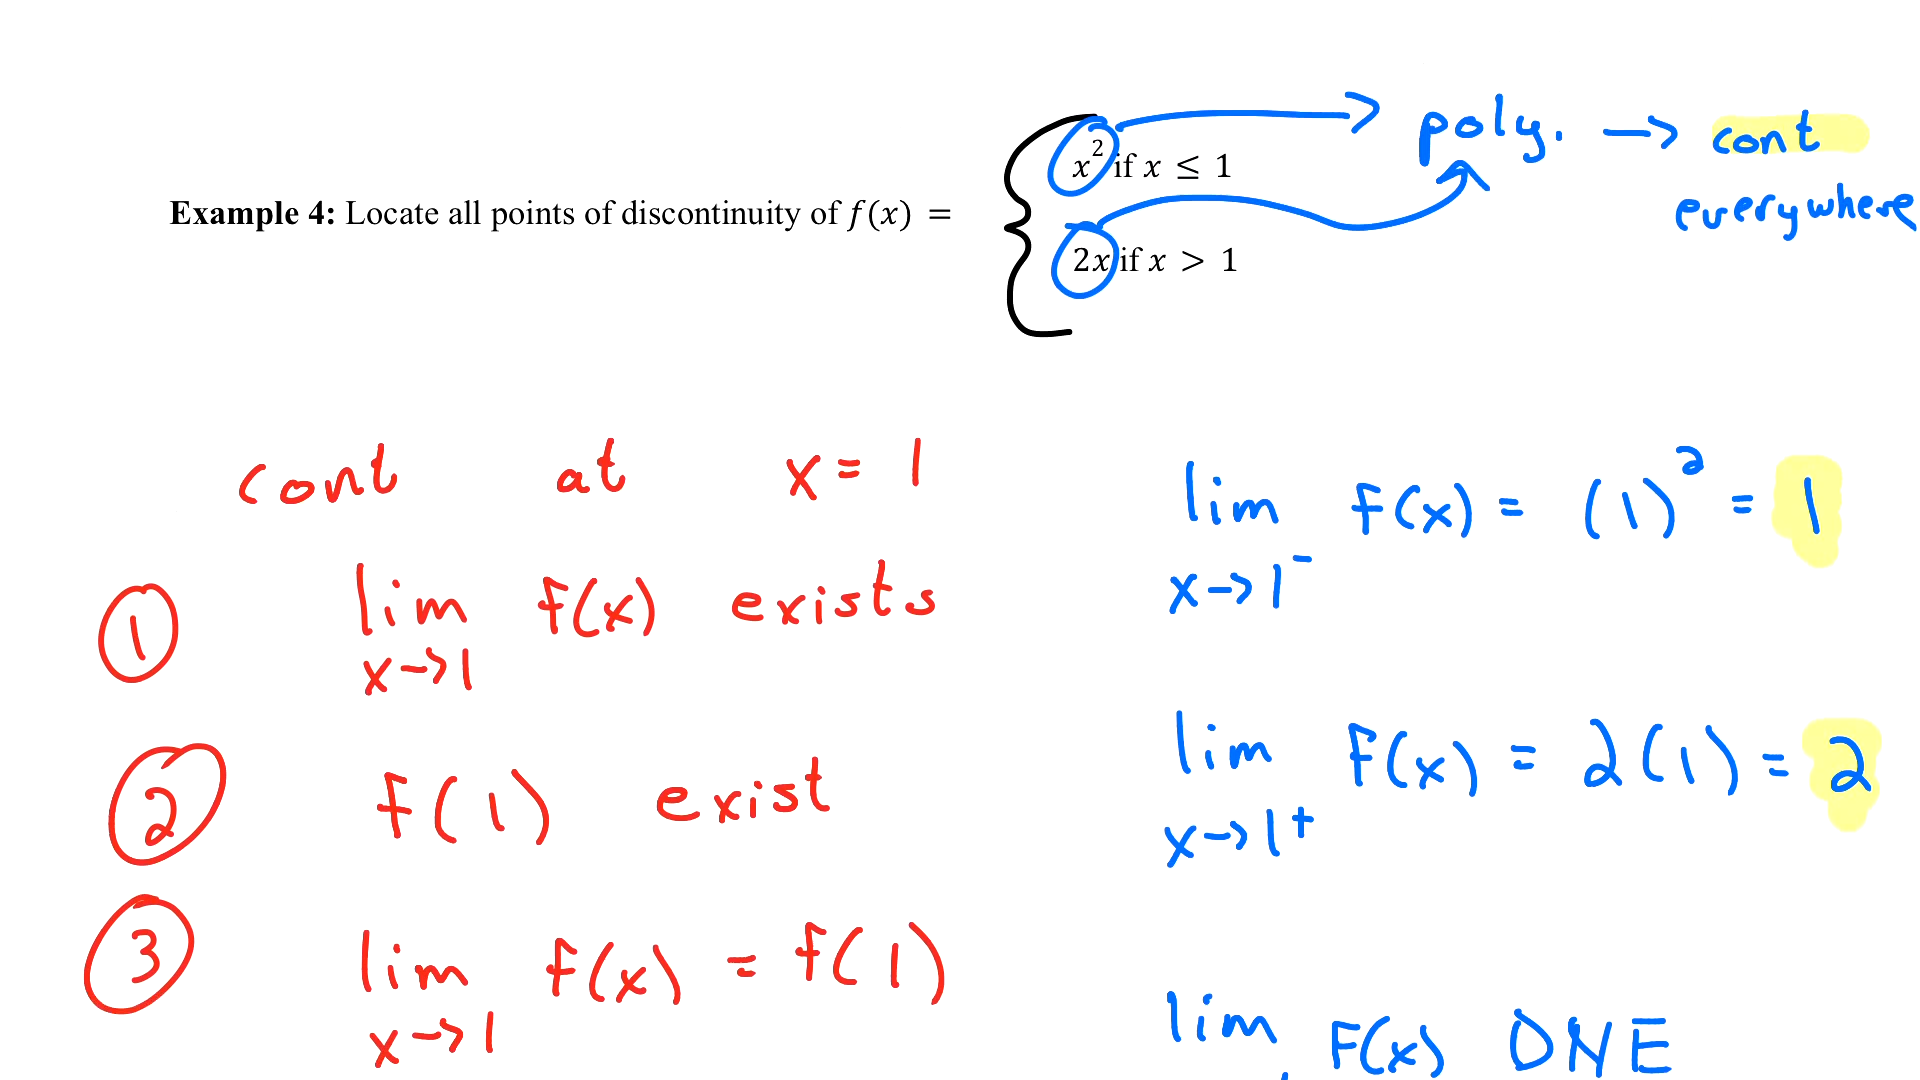 x² if x ≤ 1 → poly. → cont everywhere
Example 4: Locate all points of discontinuity of f(x) =
2x if x > 1
cont at x = 1
① lim f(x) exists
x→1
② f(1) exist
③ lim f(x) = f(1)
x→1
lim f(x) = (1)² = 1
x→1⁻
lim f(x) = 2(1) = 2
x→1⁺
lim f(x) DNE